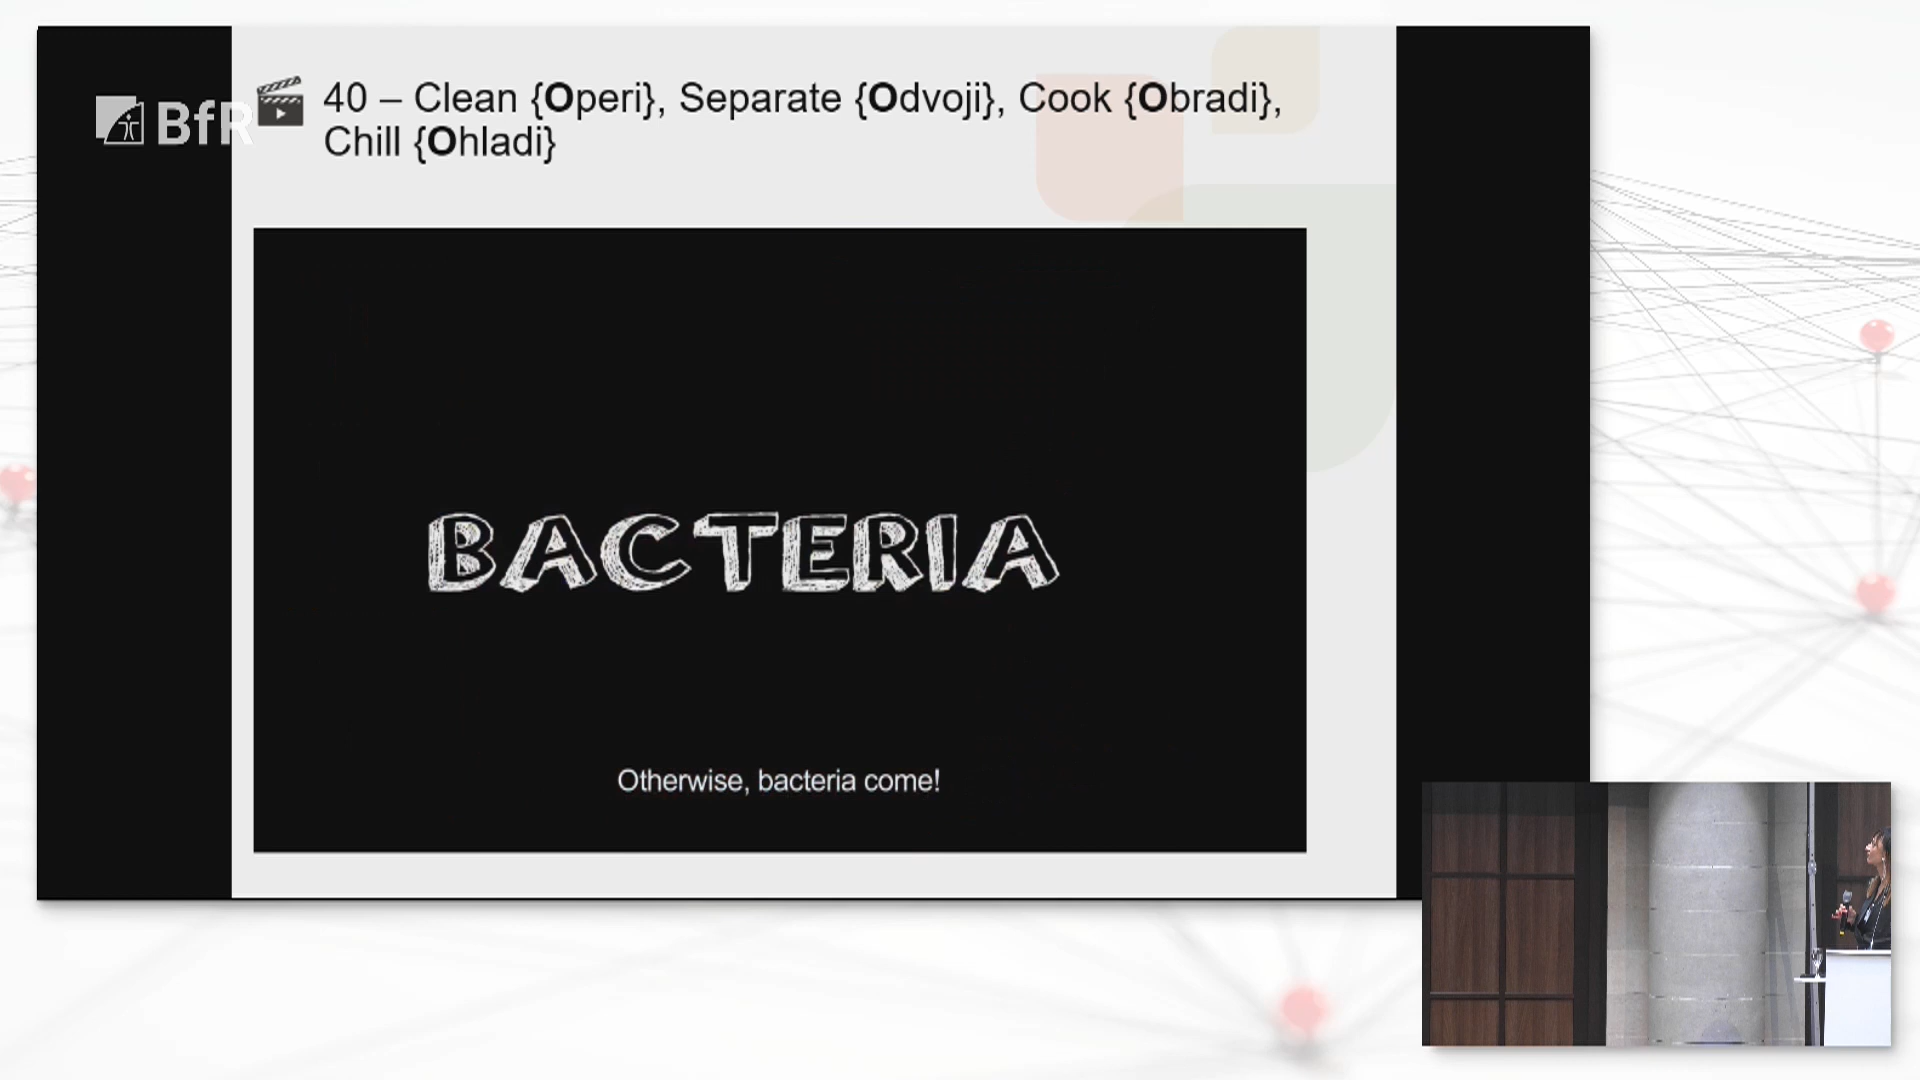 BfR
40 – Clean {Operi}, Separate {Odvoji}, Cook {Obradi},
Chill {Ohladi}
BACTERIA
Otherwise, bacteria come!